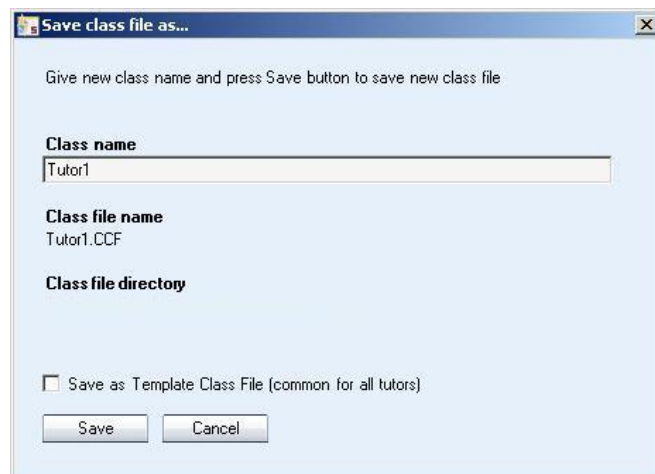 Save class file as...
Give new class name and press Save button to save new class file
Class name
Tutor1
Class file name
Tutor1.CCF
Class file directory
Save as Template Class File (common for all tutors)
Save
Cancel